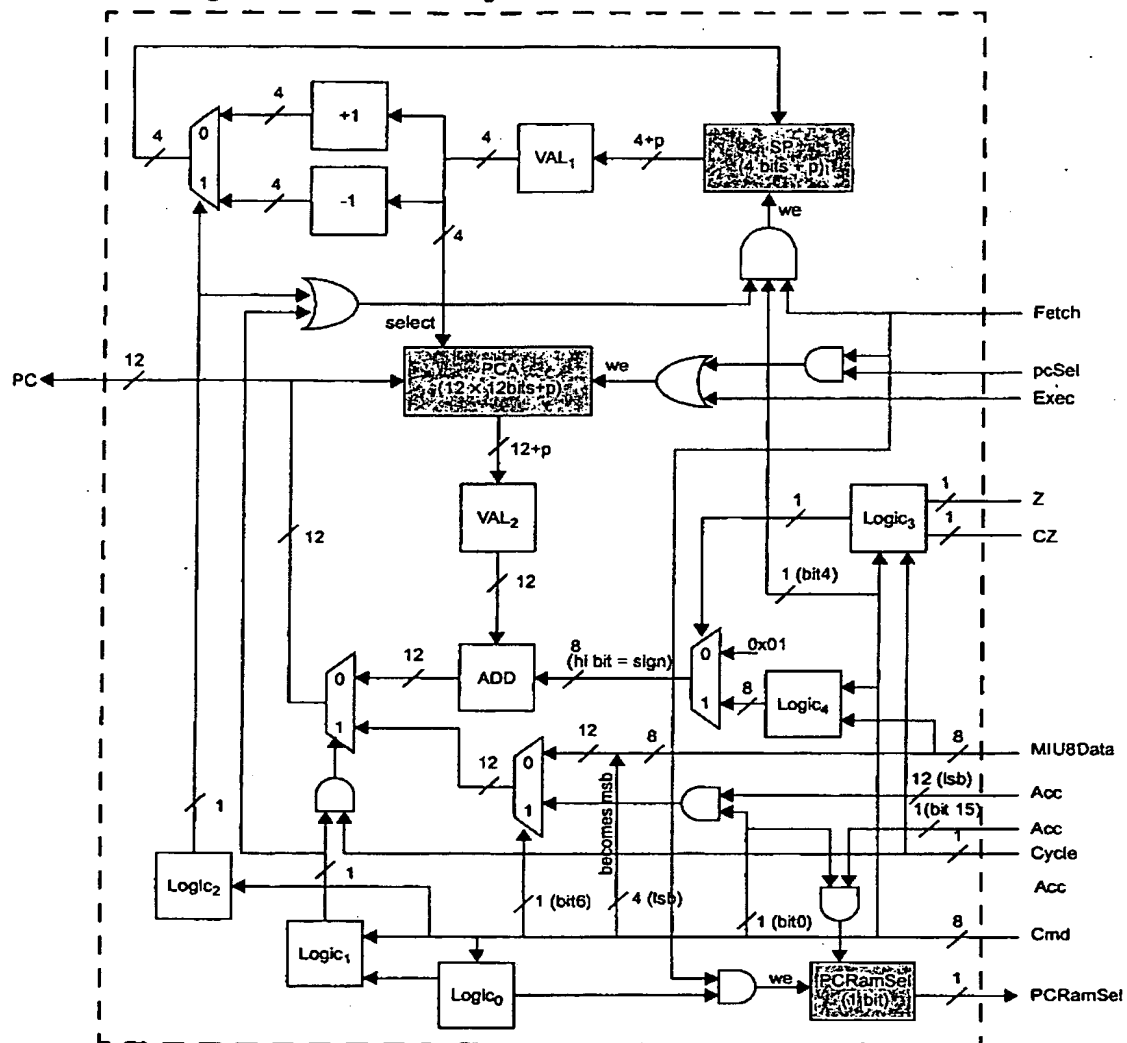 4
+1
4
0
1
4
-1
4
4
VAL1
4+p
SP
(4 bits + p)
we
4
select
Fetch
PC
12
PCA
(12 × 12bits+p)
we
pcSel
Exec
12+p
1
Z
1
Logic3
1
CZ
VAL2
12
12
1 (bit4)
0
0x01
1
8
(hi bit = sign)
ADD
12
0
1
8
Logic4
12
8
8
MIU8Data
0
1
12
becomes msb
12 (lsb)
Acc
1(bit 15)
Acc
1
Cycle
1
Logic2
1
1 (bit6)
4 (lsb)
1 (bit0)
Acc
8
Cmd
Logic1
Logic0
we
PCRamSel
(1 bit)
1
PCRamSel